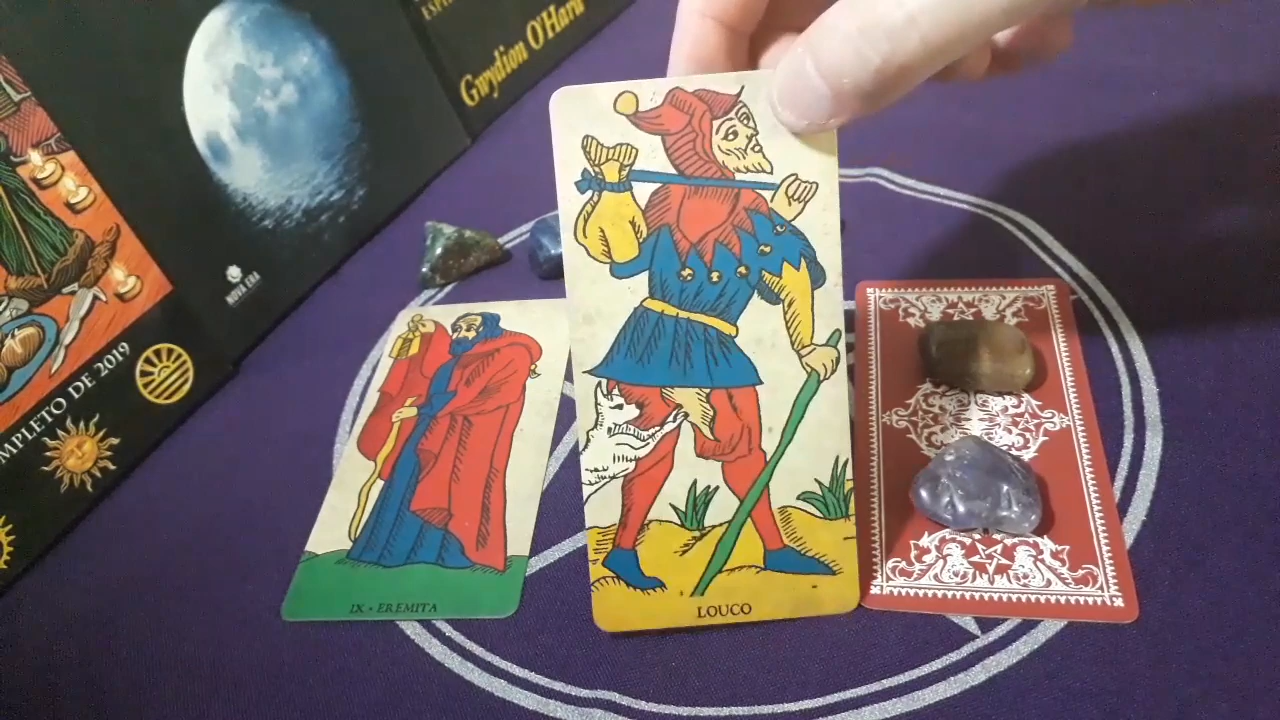 Gwydion O'Hara
NOVA ERA
MPLETO DE 2019
IX • EREMITA
LOUCO